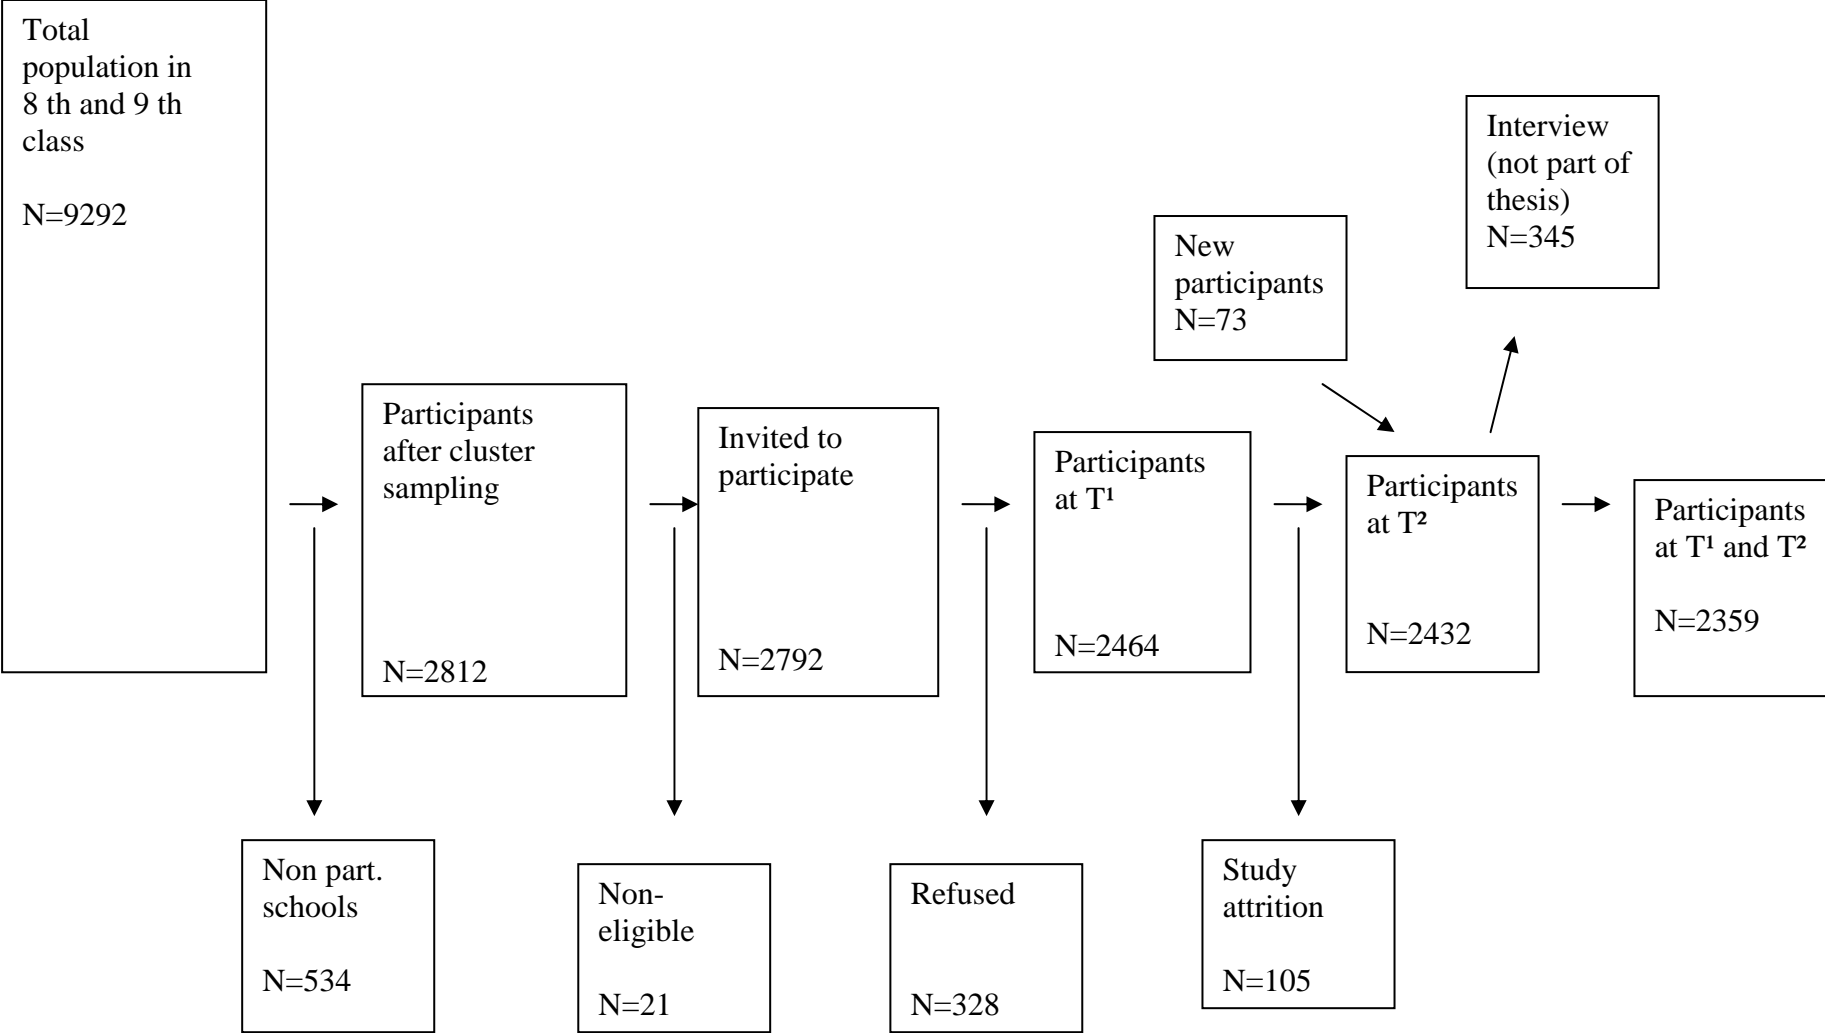 Total
population in
8 th and 9 th
class
N=9292
Participants
after cluster
sampling
N=2812
Invited to
participate
N=2792
Participants
at T¹
N=2464
New
participants
N=73
Participants
at T²
N=2432
Interview
(not part of
thesis)
N=345
Participants
at T¹ and T²
N=2359
Non part.
schools
N=534
Non-
eligible
N=21
Refused
N=328
Study
attrition
N=105